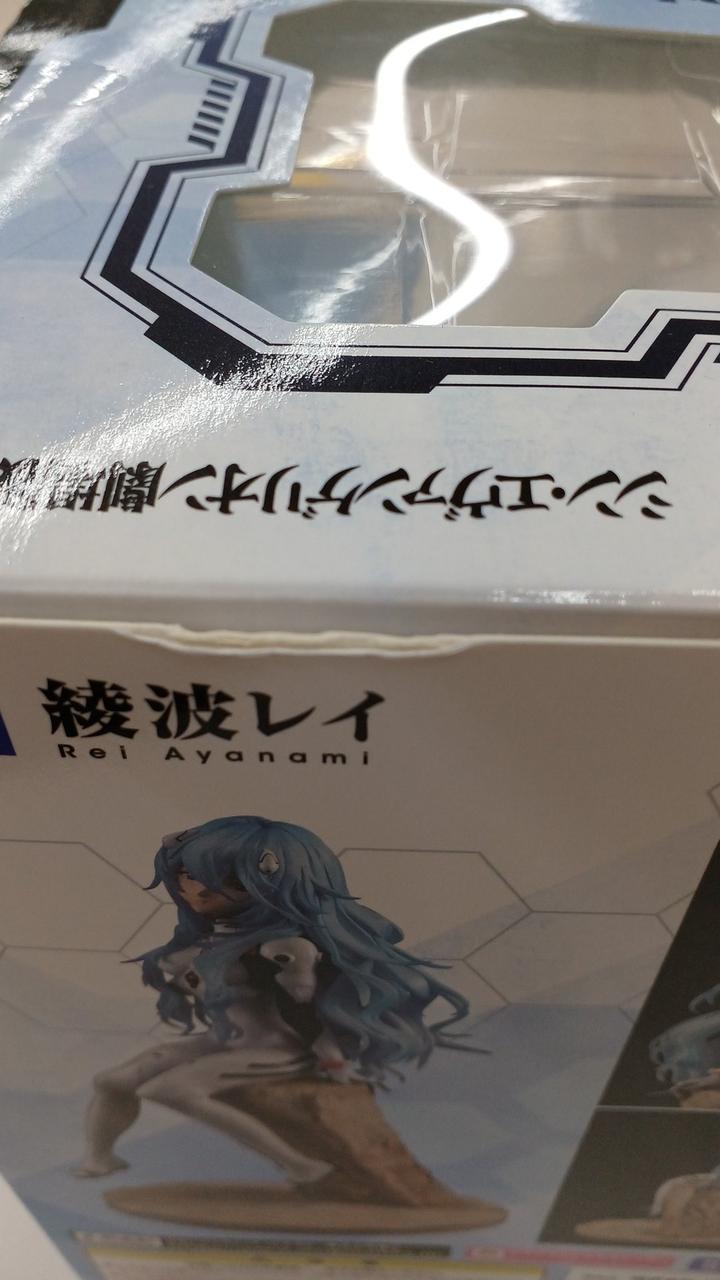 シン・エヴァンゲリオン劇場版
綾波レイ
Rei Ayanami